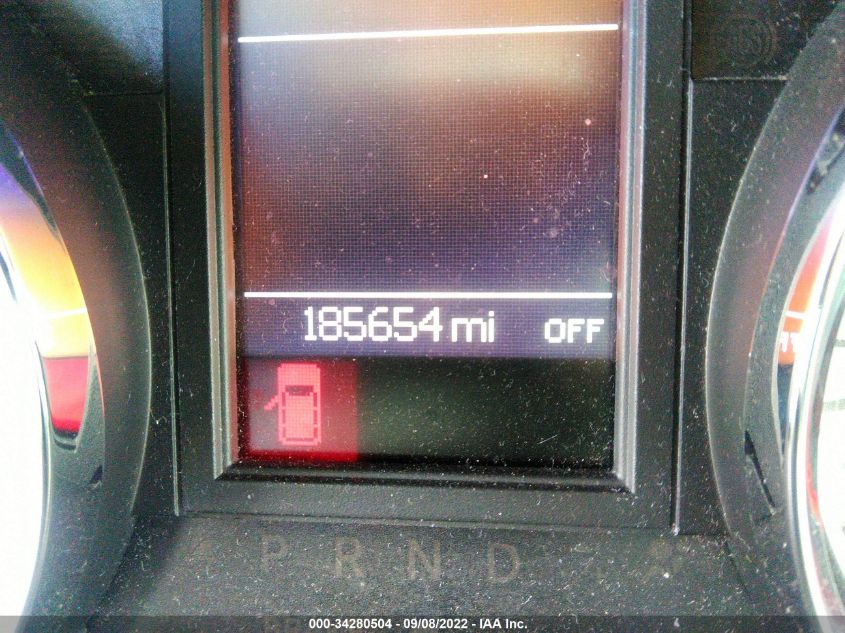 185654 mi OFF
P R N D
000-34280504 - 09/08/2022 - IAA Inc.